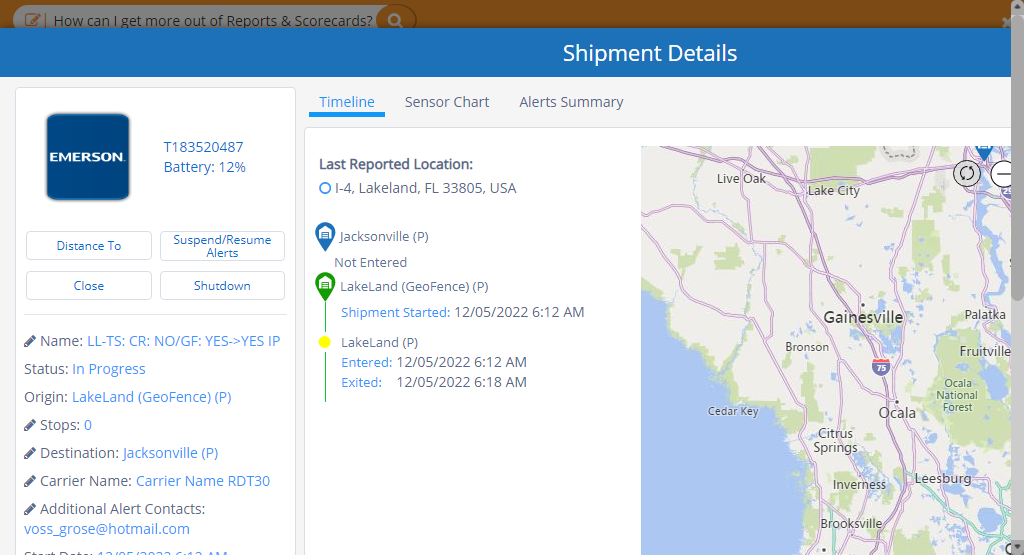 How can I get more out of Reports & Scorecards?
Shipment Details
EMERSON.
T183520487
Battery: 12%
Distance To
Suspend/Resume
Alerts
Close
Shutdown
Name: LL-TS: CR: NO/GF: YES->YES IP
Status: In Progress
Origin: LakeLand (GeoFence) (P)
Stops: 0
Destination: Jacksonville (P)
Carrier Name: Carrier Name RDT30
Additional Alert Contacts:
voss_grose@hotmail.com
Start Date: 12/05/2022 6:12 AM
Timeline
Sensor Chart
Alerts Summary
Last Reported Location:
I-4, Lakeland, FL 33805, USA
Jacksonville (P)
Not Entered
LakeLand (GeoFence) (P)
Shipment Started: 12/05/2022 6:12 AM
LakeLand (P)
Entered: 12/05/2022 6:12 AM
Exited: 12/05/2022 6:18 AM
Live Oak
Lake City
Gainesville
Palatka
Bronson
Fruitville
75
Ocala
National
Forest
Cedar Key
Ocala
Citrus
Springs
Inverness
Leesburg
Brooksville